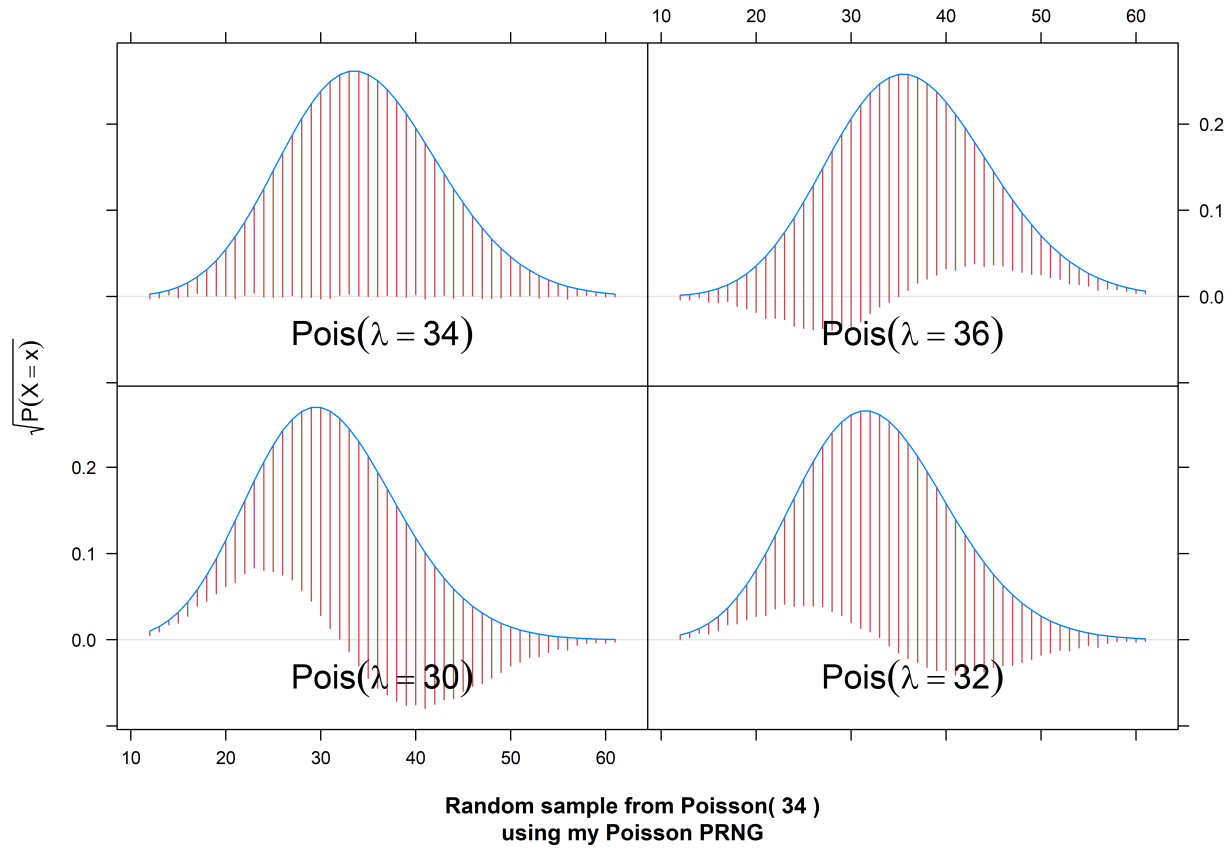 10 20 30 40 50 60
Pois(λ = 34)
Pois(λ = 36)
0.2
0.1
0.0
√P(X = x)
0.2
0.1
0.0
Pois(λ = 30)
Pois(λ = 32)
10 20 30 40 50 60
Random sample from Poisson( 34 )
using my Poisson PRNG